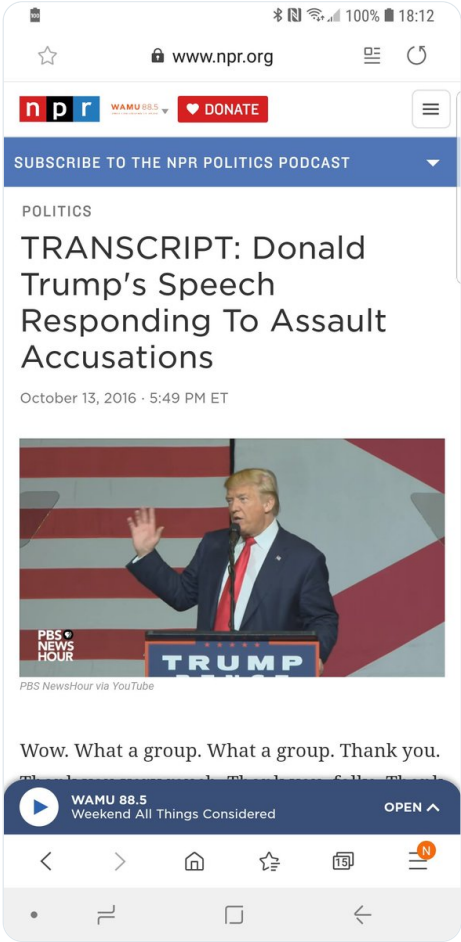 100% 18:12
www.npr.org
npr WAMU 88.5 DONATE
SUBSCRIBE TO THE NPR POLITICS PODCAST
POLITICS
TRANSCRIPT: Donald
Trump's Speech
Responding To Assault
Accusations
October 13, 2016 · 5:49 PM ET
PBS
NEWS
HOUR
TRUMP
PBS NewsHour via YouTube
Wow. What a group. What a group. Thank you.
WAMU 88.5
Weekend All Things Considered
OPEN
15
N